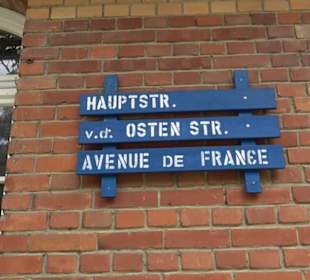 HAUPTSTR.
v.d. OSTEN STR.
AVENUE DE FRANCE